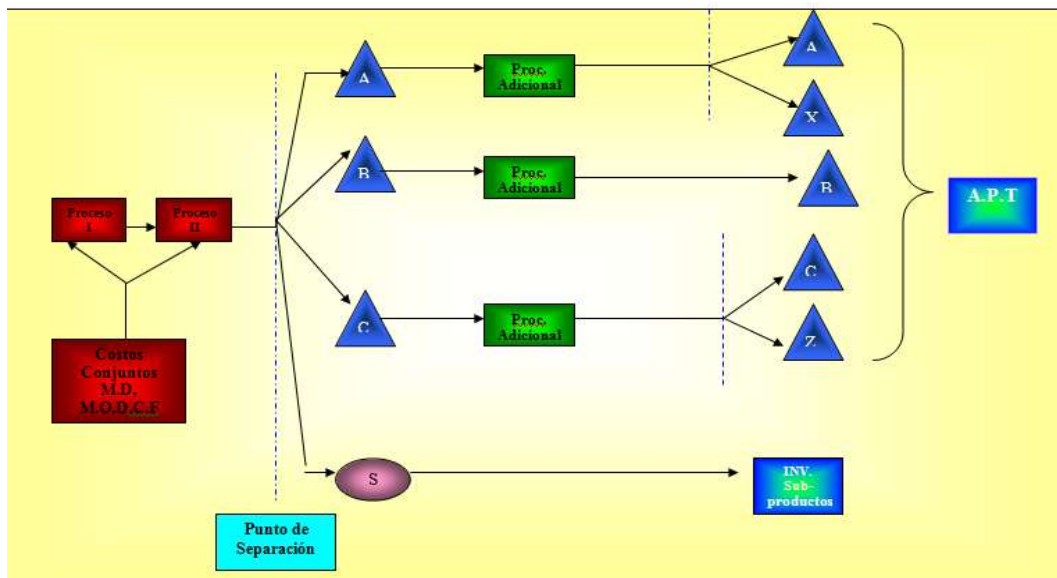 A
Proc.
Adicional
A
X
B
Proc.
Adicional
B
A.P.T
Proceso
I
Proceso
II
C
Proc.
Adicional
C
Z
Costos
Conjuntos
M.D,
M.O.D,C.F
S
INV.
Sub-
productos
Punto de
Separación